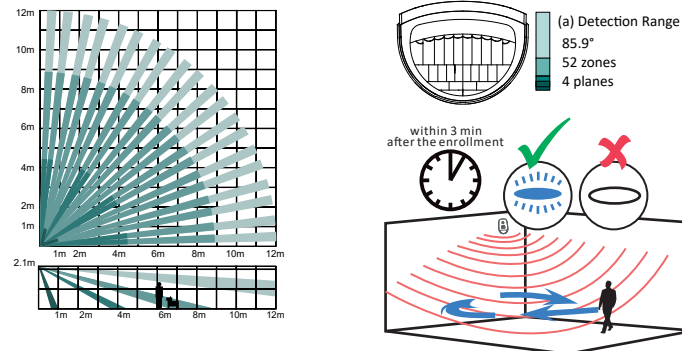 12m
10m
8m
6m
4m
2m
1m
1m 2m 4m 6m 8m 10m 12m
2.1m
1m 2m 4m 6m 8m 10m 12m
(a) Detection Range
85.9°
52 zones
4 planes
within 3 min
after the enrollment